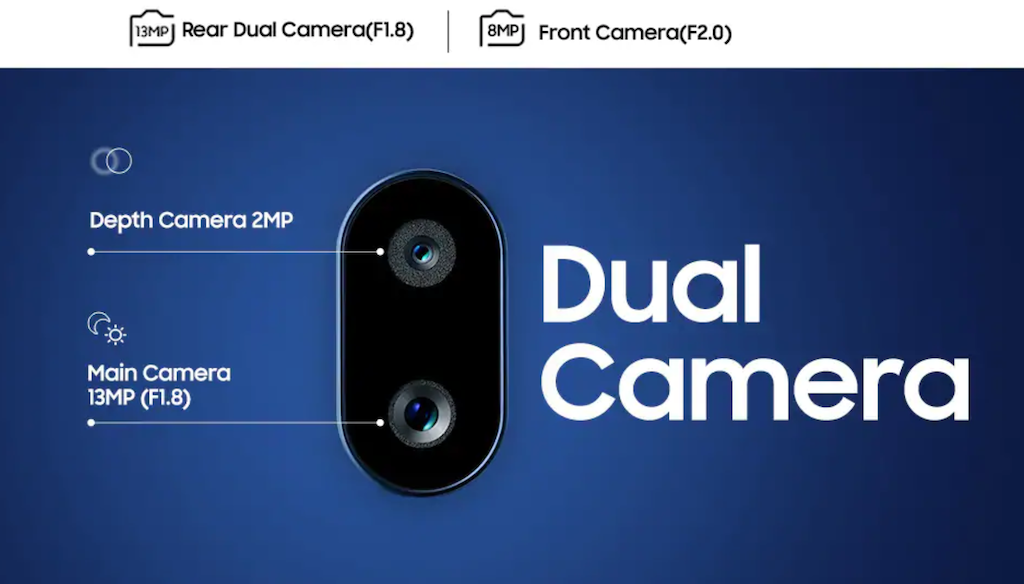 13MP Rear Dual Camera(F1.8)
8MP Front Camera(F2.0)
Depth Camera 2MP
Main Camera
13MP (F1.8)
Dual
Camera